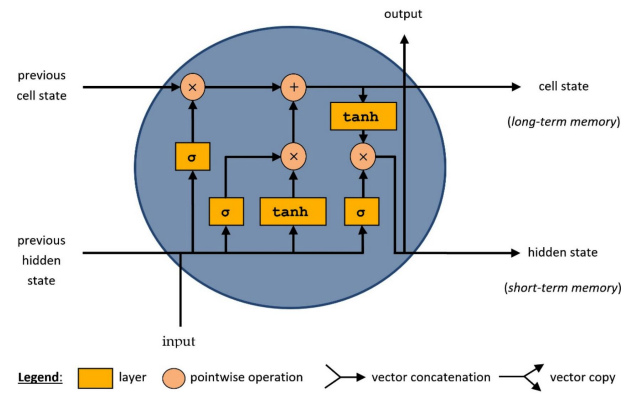 output
previous
cell state
×
+
cell state
tanh
(long-term memory)
σ
×
×
σ
tanh
σ
previous
hidden
state
hidden state
(short-term memory)
input
Legend:
layer
pointwise operation
vector concatenation
vector copy